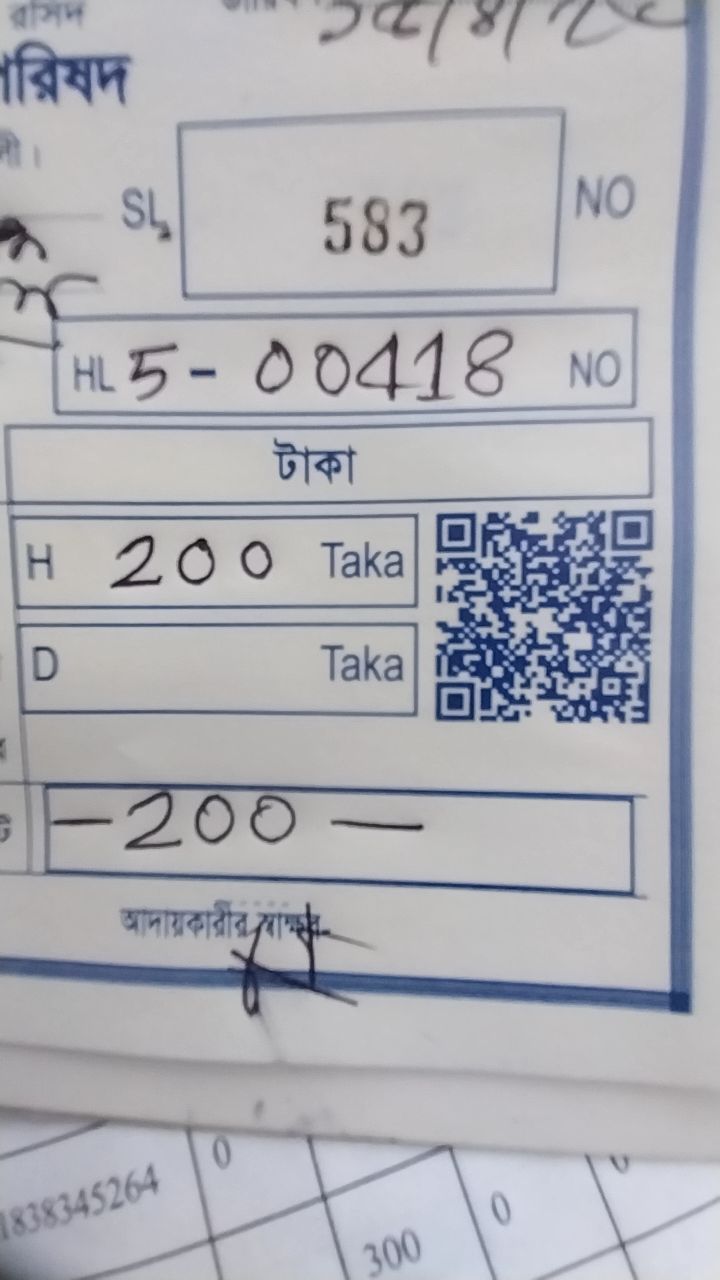 রসিদ
রিষদ
SL. 583 NO
HL 5 - 00418 NO
টাকা
H 200 Taka
D Taka
— 200 —
আদায়কারীর স্বাক্ষর
1838345264 0
300 0